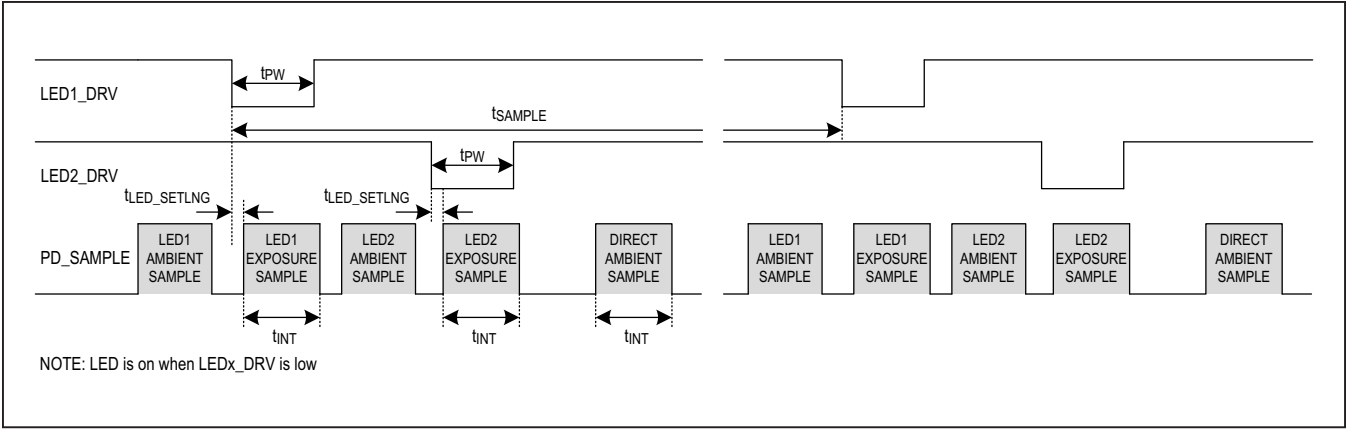 LED1_DRV
tPW
tSAMPLE
LED2_DRV
tPW
tLED_SETLNG
tLED_SETLNG
PD_SAMPLE
LED1
AMBIENT
SAMPLE
LED1
EXPOSURE
SAMPLE
LED2
AMBIENT
SAMPLE
LED2
EXPOSURE
SAMPLE
DIRECT
AMBIENT
SAMPLE
LED1
AMBIENT
SAMPLE
LED1
EXPOSURE
SAMPLE
LED2
AMBIENT
SAMPLE
LED2
EXPOSURE
SAMPLE
DIRECT
AMBIENT
SAMPLE
tINT
tINT
tINT
NOTE: LED is on when LEDx_DRV is low